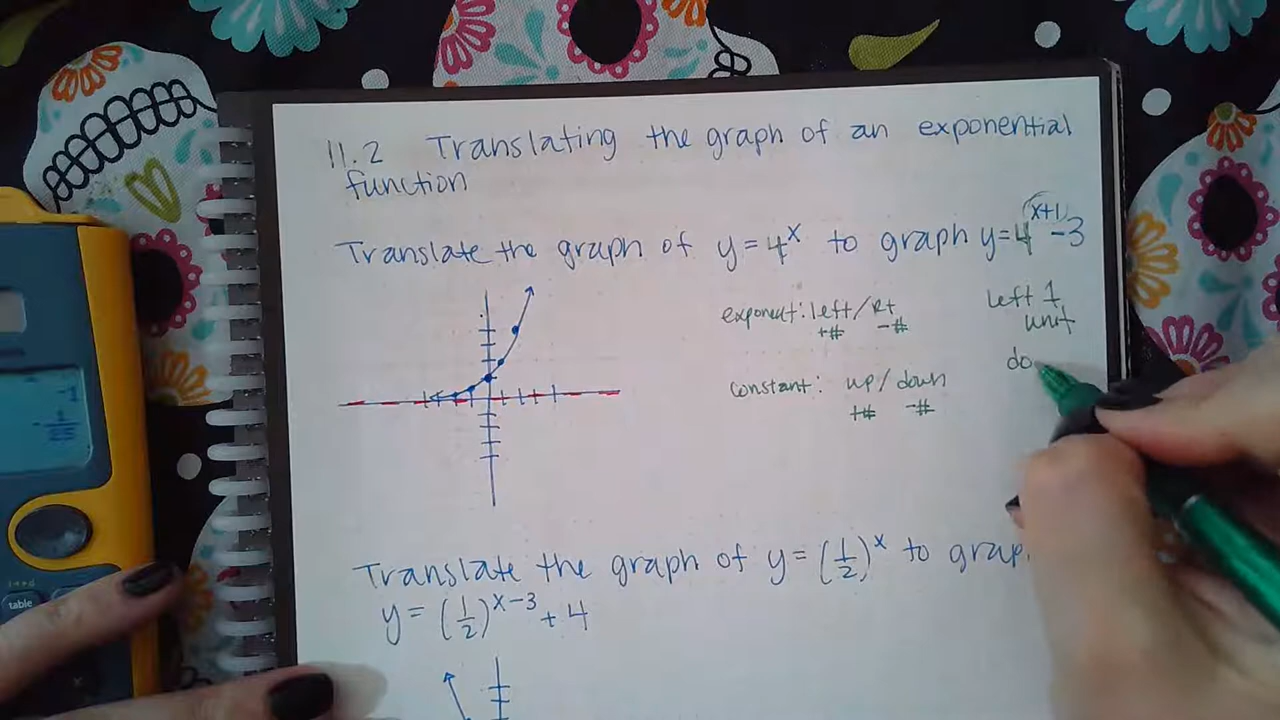 11.2 Translating the graph of an exponential
function
Translate the graph of y=4^x to graph y=4^(x+1) -3
exponent: left/Rt
+# -#
left 1
unit
constant: up/down
+# -#
do
Translate the graph of y=(1/2)^x to grap
y=(1/2)^(x-3) +4
table